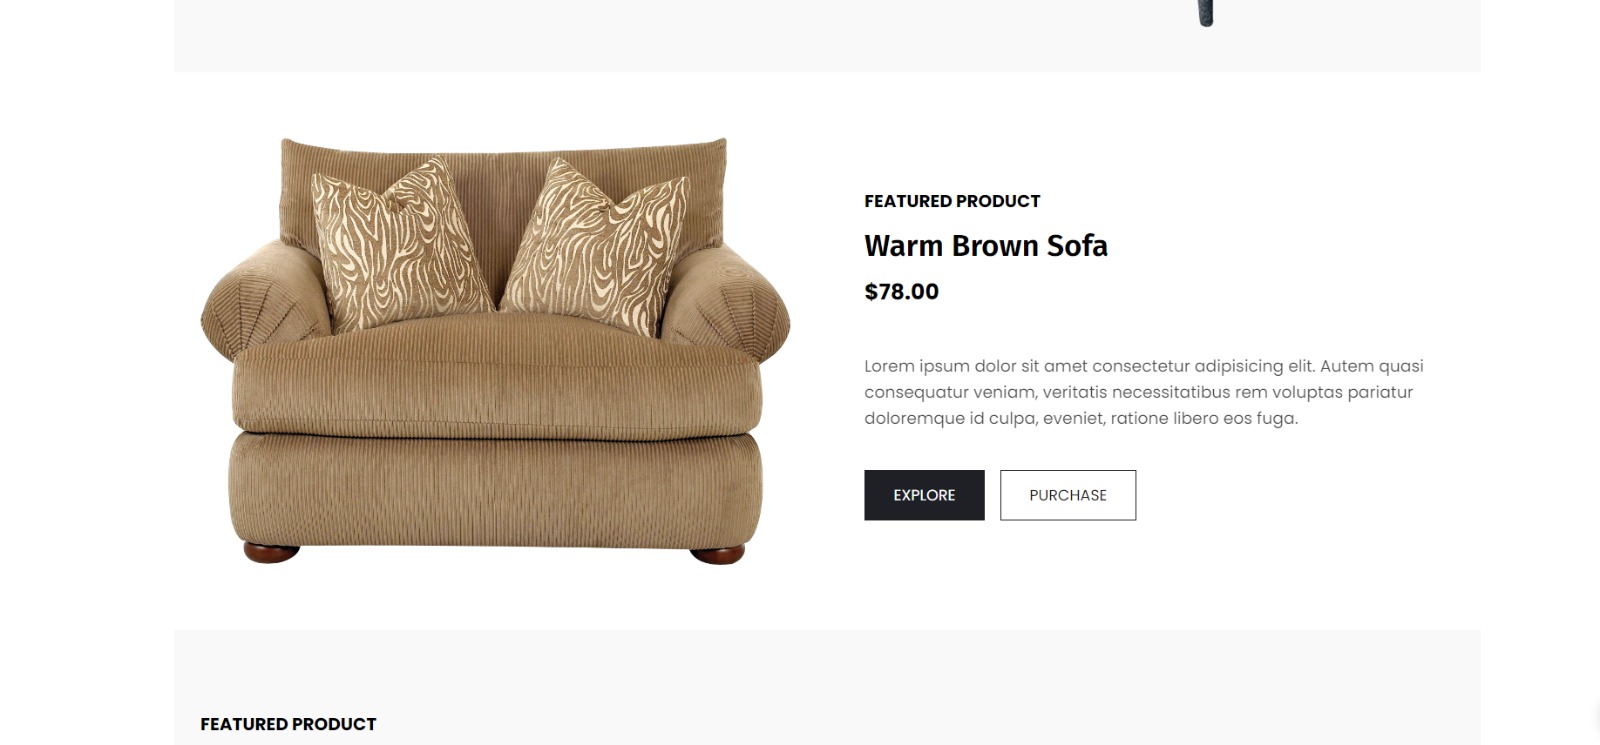 FEATURED PRODUCT
Warm Brown Sofa
$78.00
Lorem ipsum dolor sit amet consectetur adipisicing elit. Autem quasi
consequatur veniam, veritatis necessitatibus rem voluptas pariatur
doloremque id culpa, eveniet, ratione libero eos fuga.
EXPLORE
PURCHASE
FEATURED PRODUCT